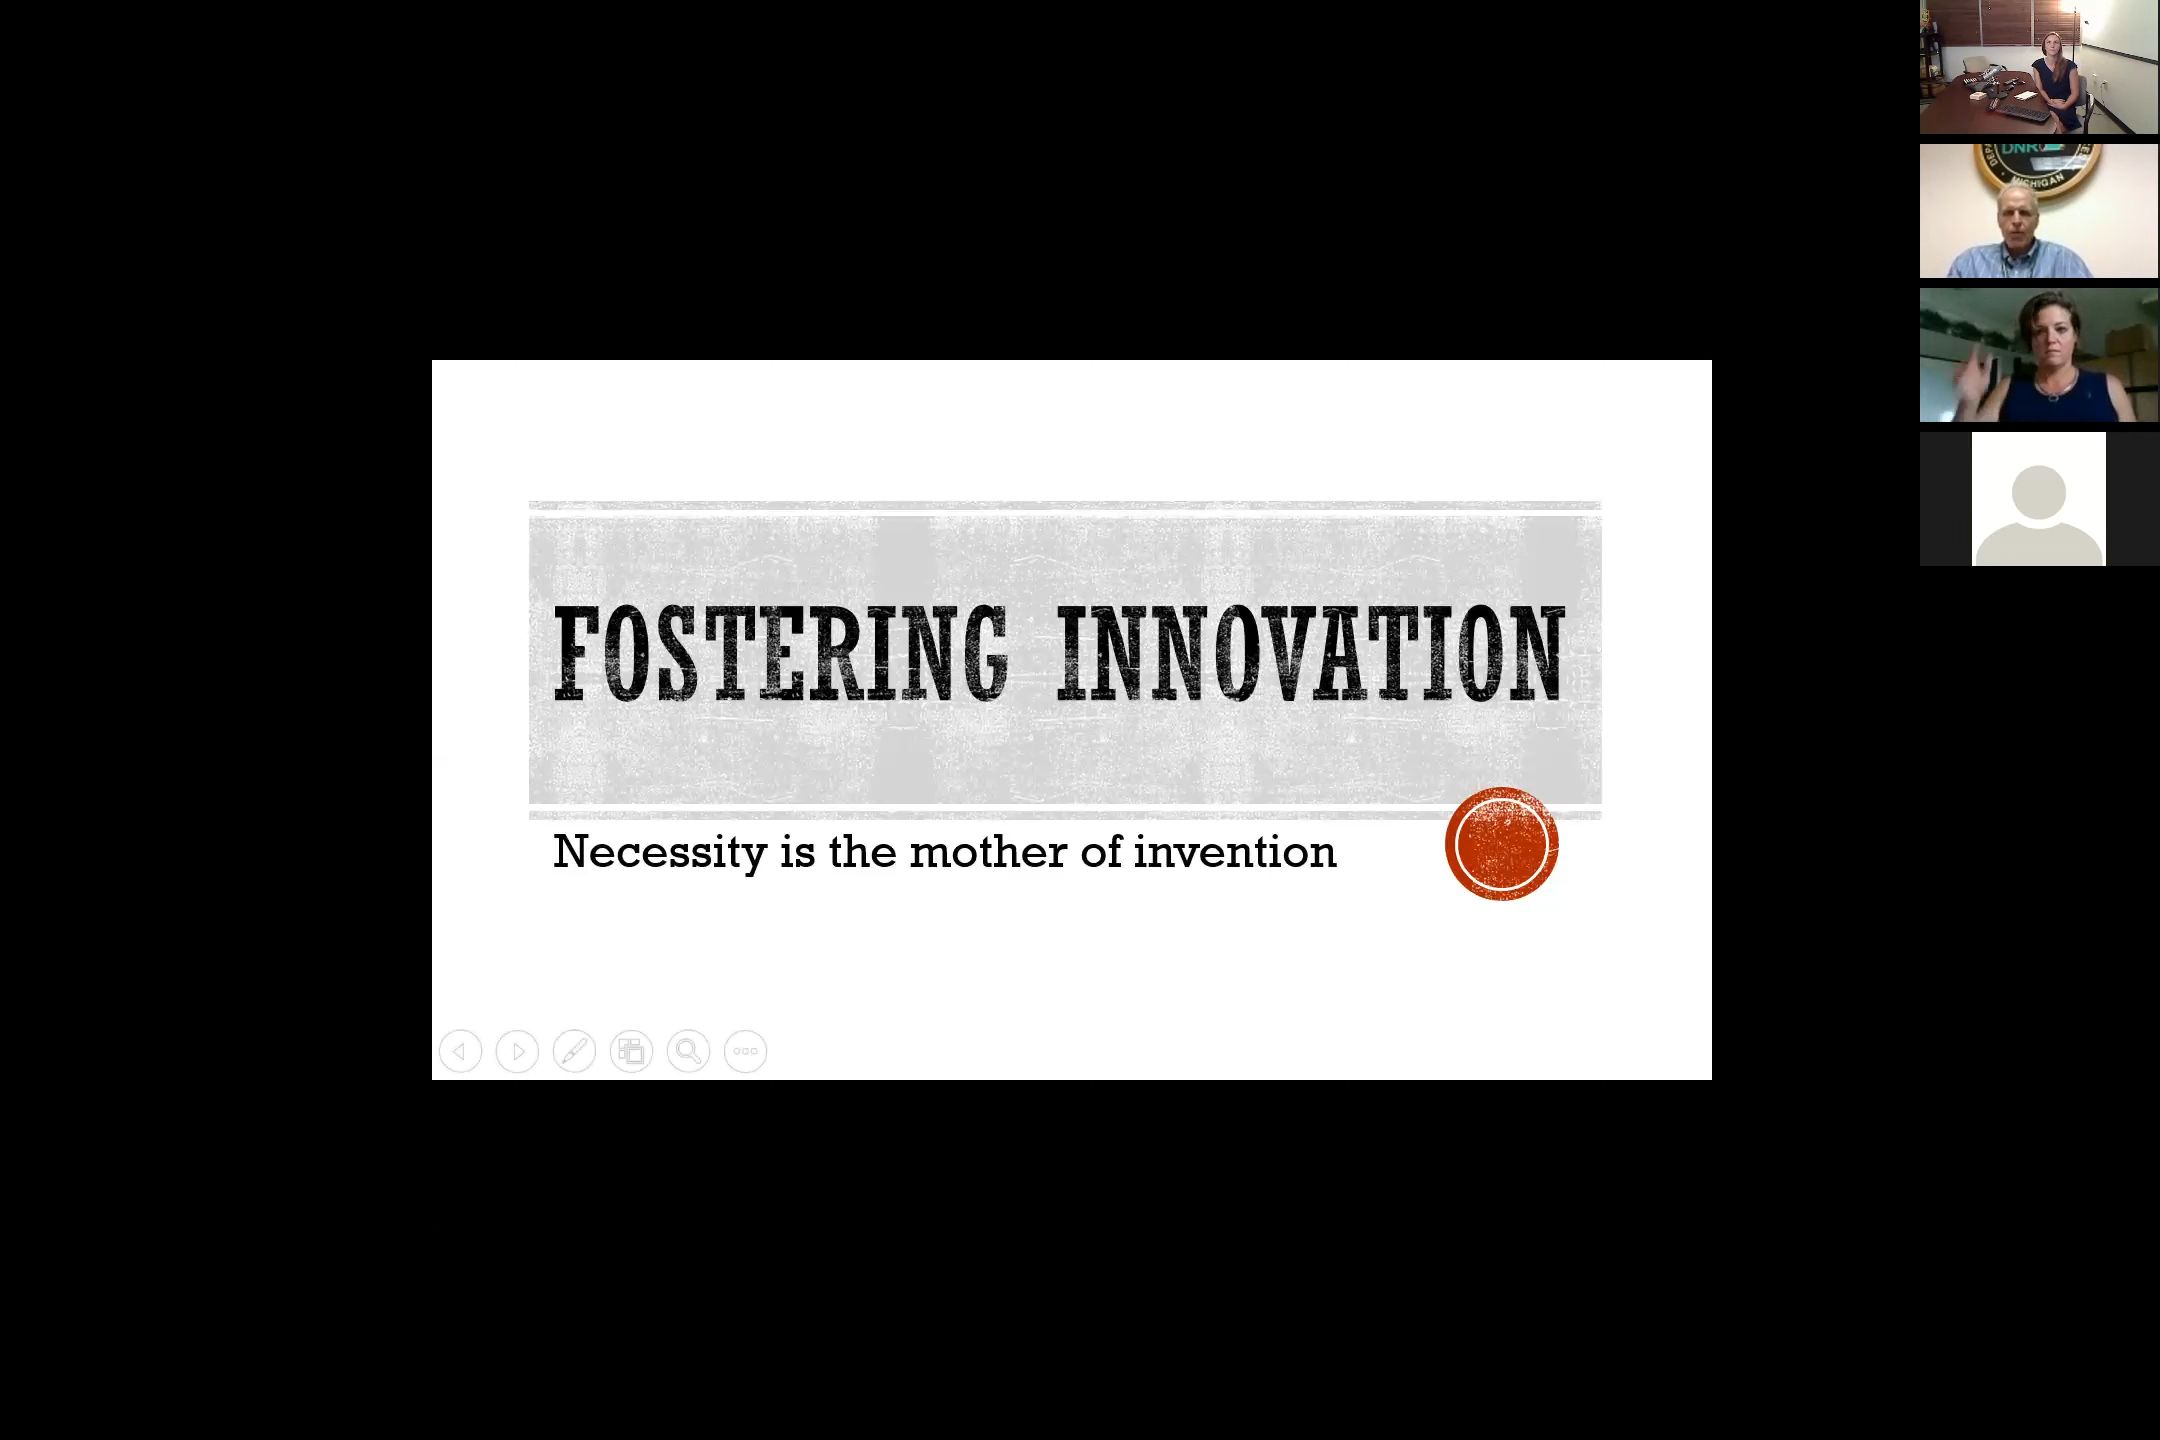 FOSTERING INNOVATION
Necessity is the mother of invention
DNR
MICHIGAN